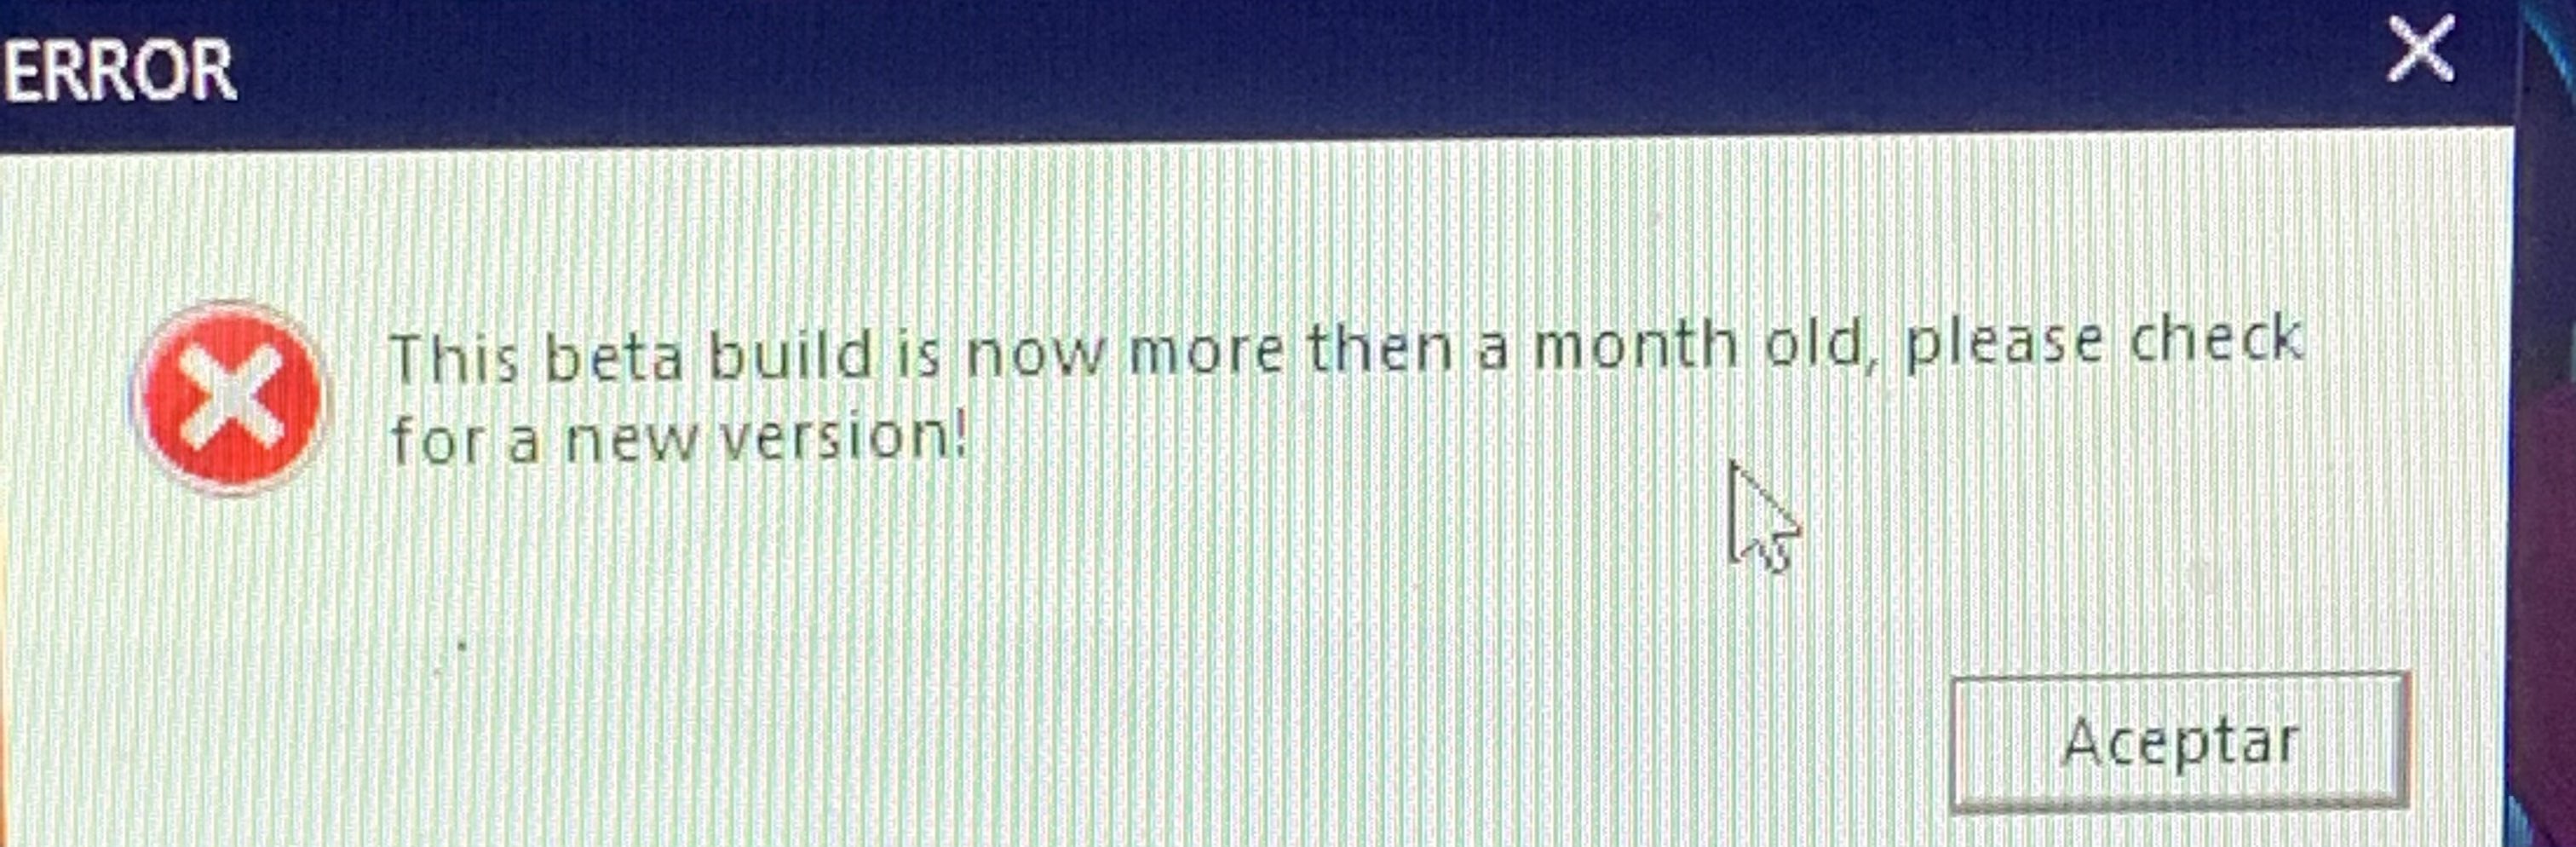 ERROR
This beta build is now more then a month old, please check
for a new version!
Aceptar